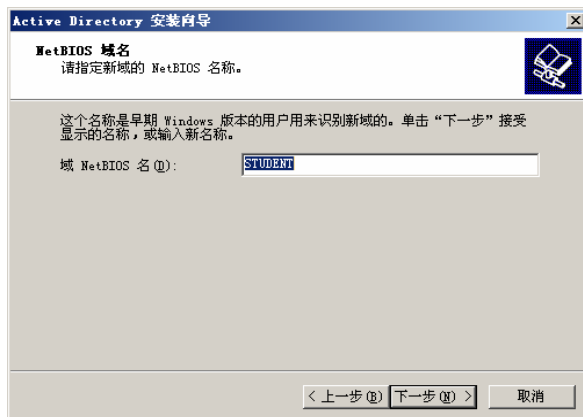 Active Directory 安装向导
NetBIOS 域名
请指定新域的 NetBIOS 名称。
这个名称是早期 Windows 版本的用户用来识别新域的。单击“下一步”接受
显示的名称，或输入新名称。
域 NetBIOS 名(D): STUDENT
< 上一步(B) 下一步(N) > 取消